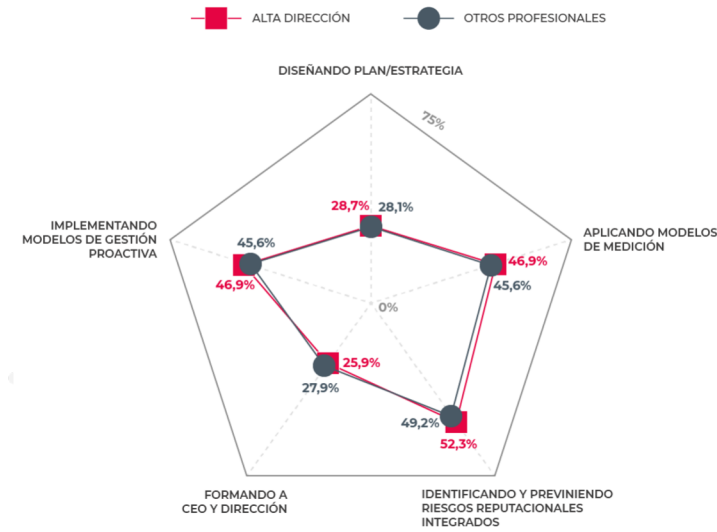 ALTA DIRECCIÓN
OTROS PROFESIONALES
DISEÑANDO PLAN/ESTRATEGIA
75%
28,7%
28,1%
IMPLEMENTANDO
MODELOS DE GESTIÓN
PROACTIVA
45,6%
46,9%
APLICANDO MODELOS
DE MEDICIÓN
46,9%
45,6%
0%
25,9%
27,9%
49,2%
52,3%
FORMANDO A
CEO Y DIRECCIÓN
IDENTIFICANDO Y PREVINIENDO
RIESGOS REPUTACIONALES
INTEGRADOS